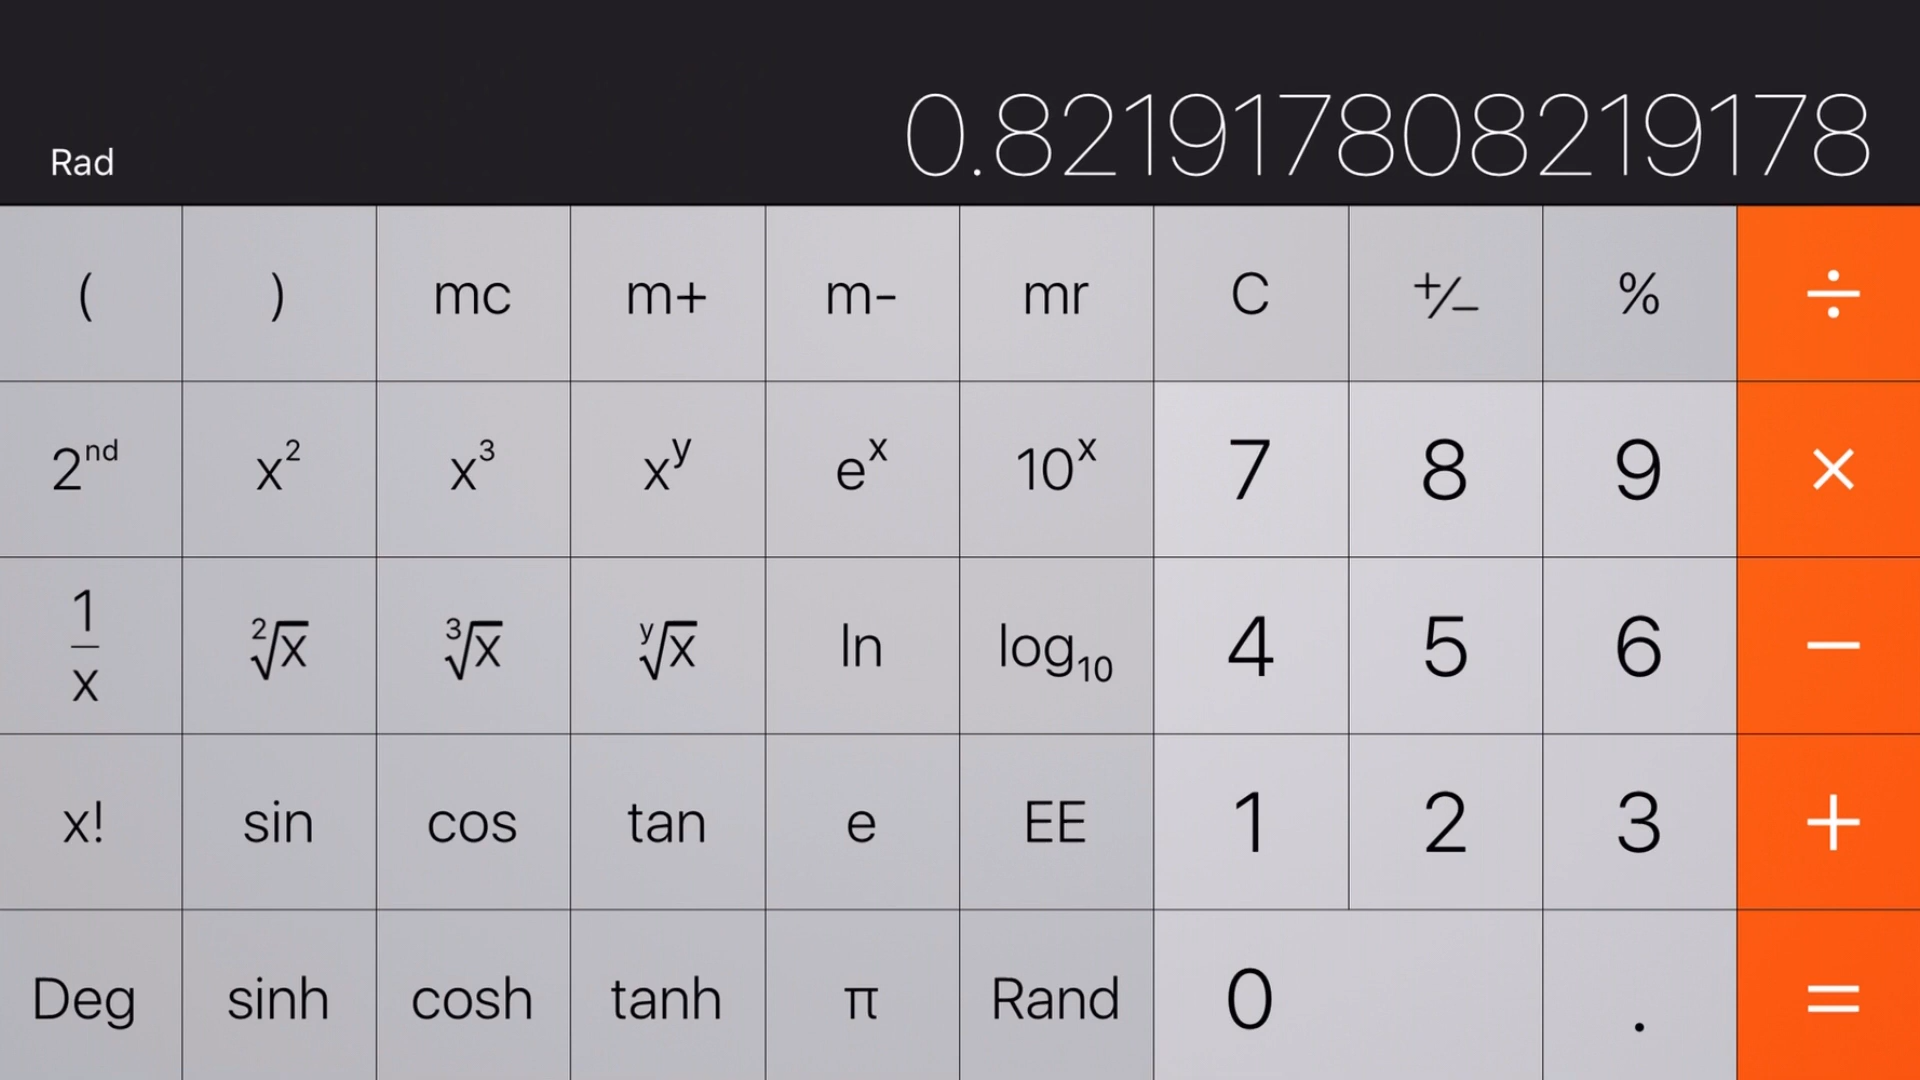 0.821917808219178
Rad
( ) mc m+ m- mr C +/− % ÷
2ⁿᵈ x² x³ xʸ eˣ 10ˣ 7 8 9 ×
1/x ²√x ³√x ʸ√x ln log₁₀ 4 5 6 −
x! sin cos tan e EE 1 2 3 +
Deg sinh cosh tanh π Rand 0 . =